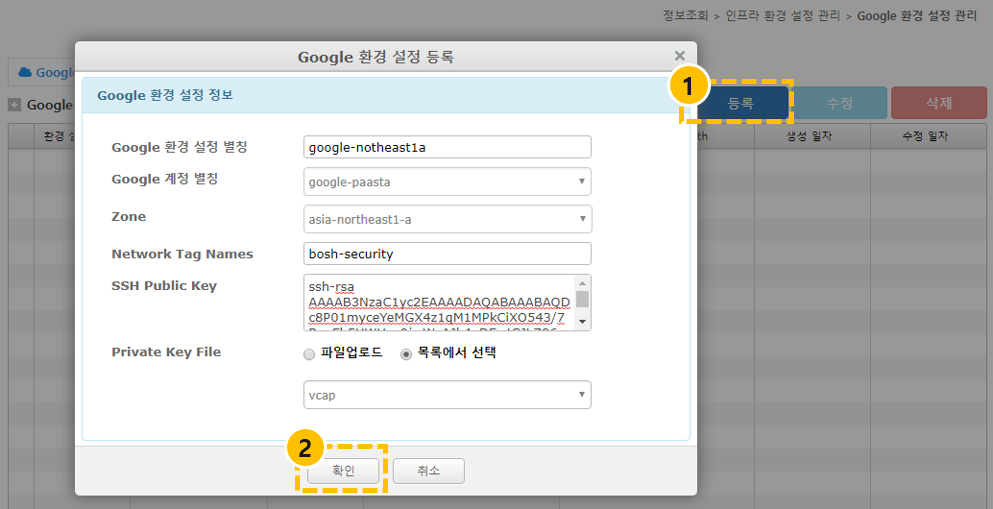 정보조회 > 인프라 환경 설정 관리 > Google 환경 설정 관리
Google 환경 설정 등록
×
Google
Google 환경 설정 정보
1
등록
수정
삭제
Google
환경 설
생성 일자
수정 일자
Google 환경 설정 별칭
google-notheast1a
Google 계정 별칭
google-paasta
Zone
asia-northeast1-a
Network Tag Names
bosh-security
SSH Public Key
ssh-rsa
AAAAB3NzaC1yc2EAAAADAQABAAABAQD
c8P01myceYeMGX4z1qM1MPkCiXO543/7
Private Key File
파일업로드
목록에서 선택
vcap
2
확인
취소